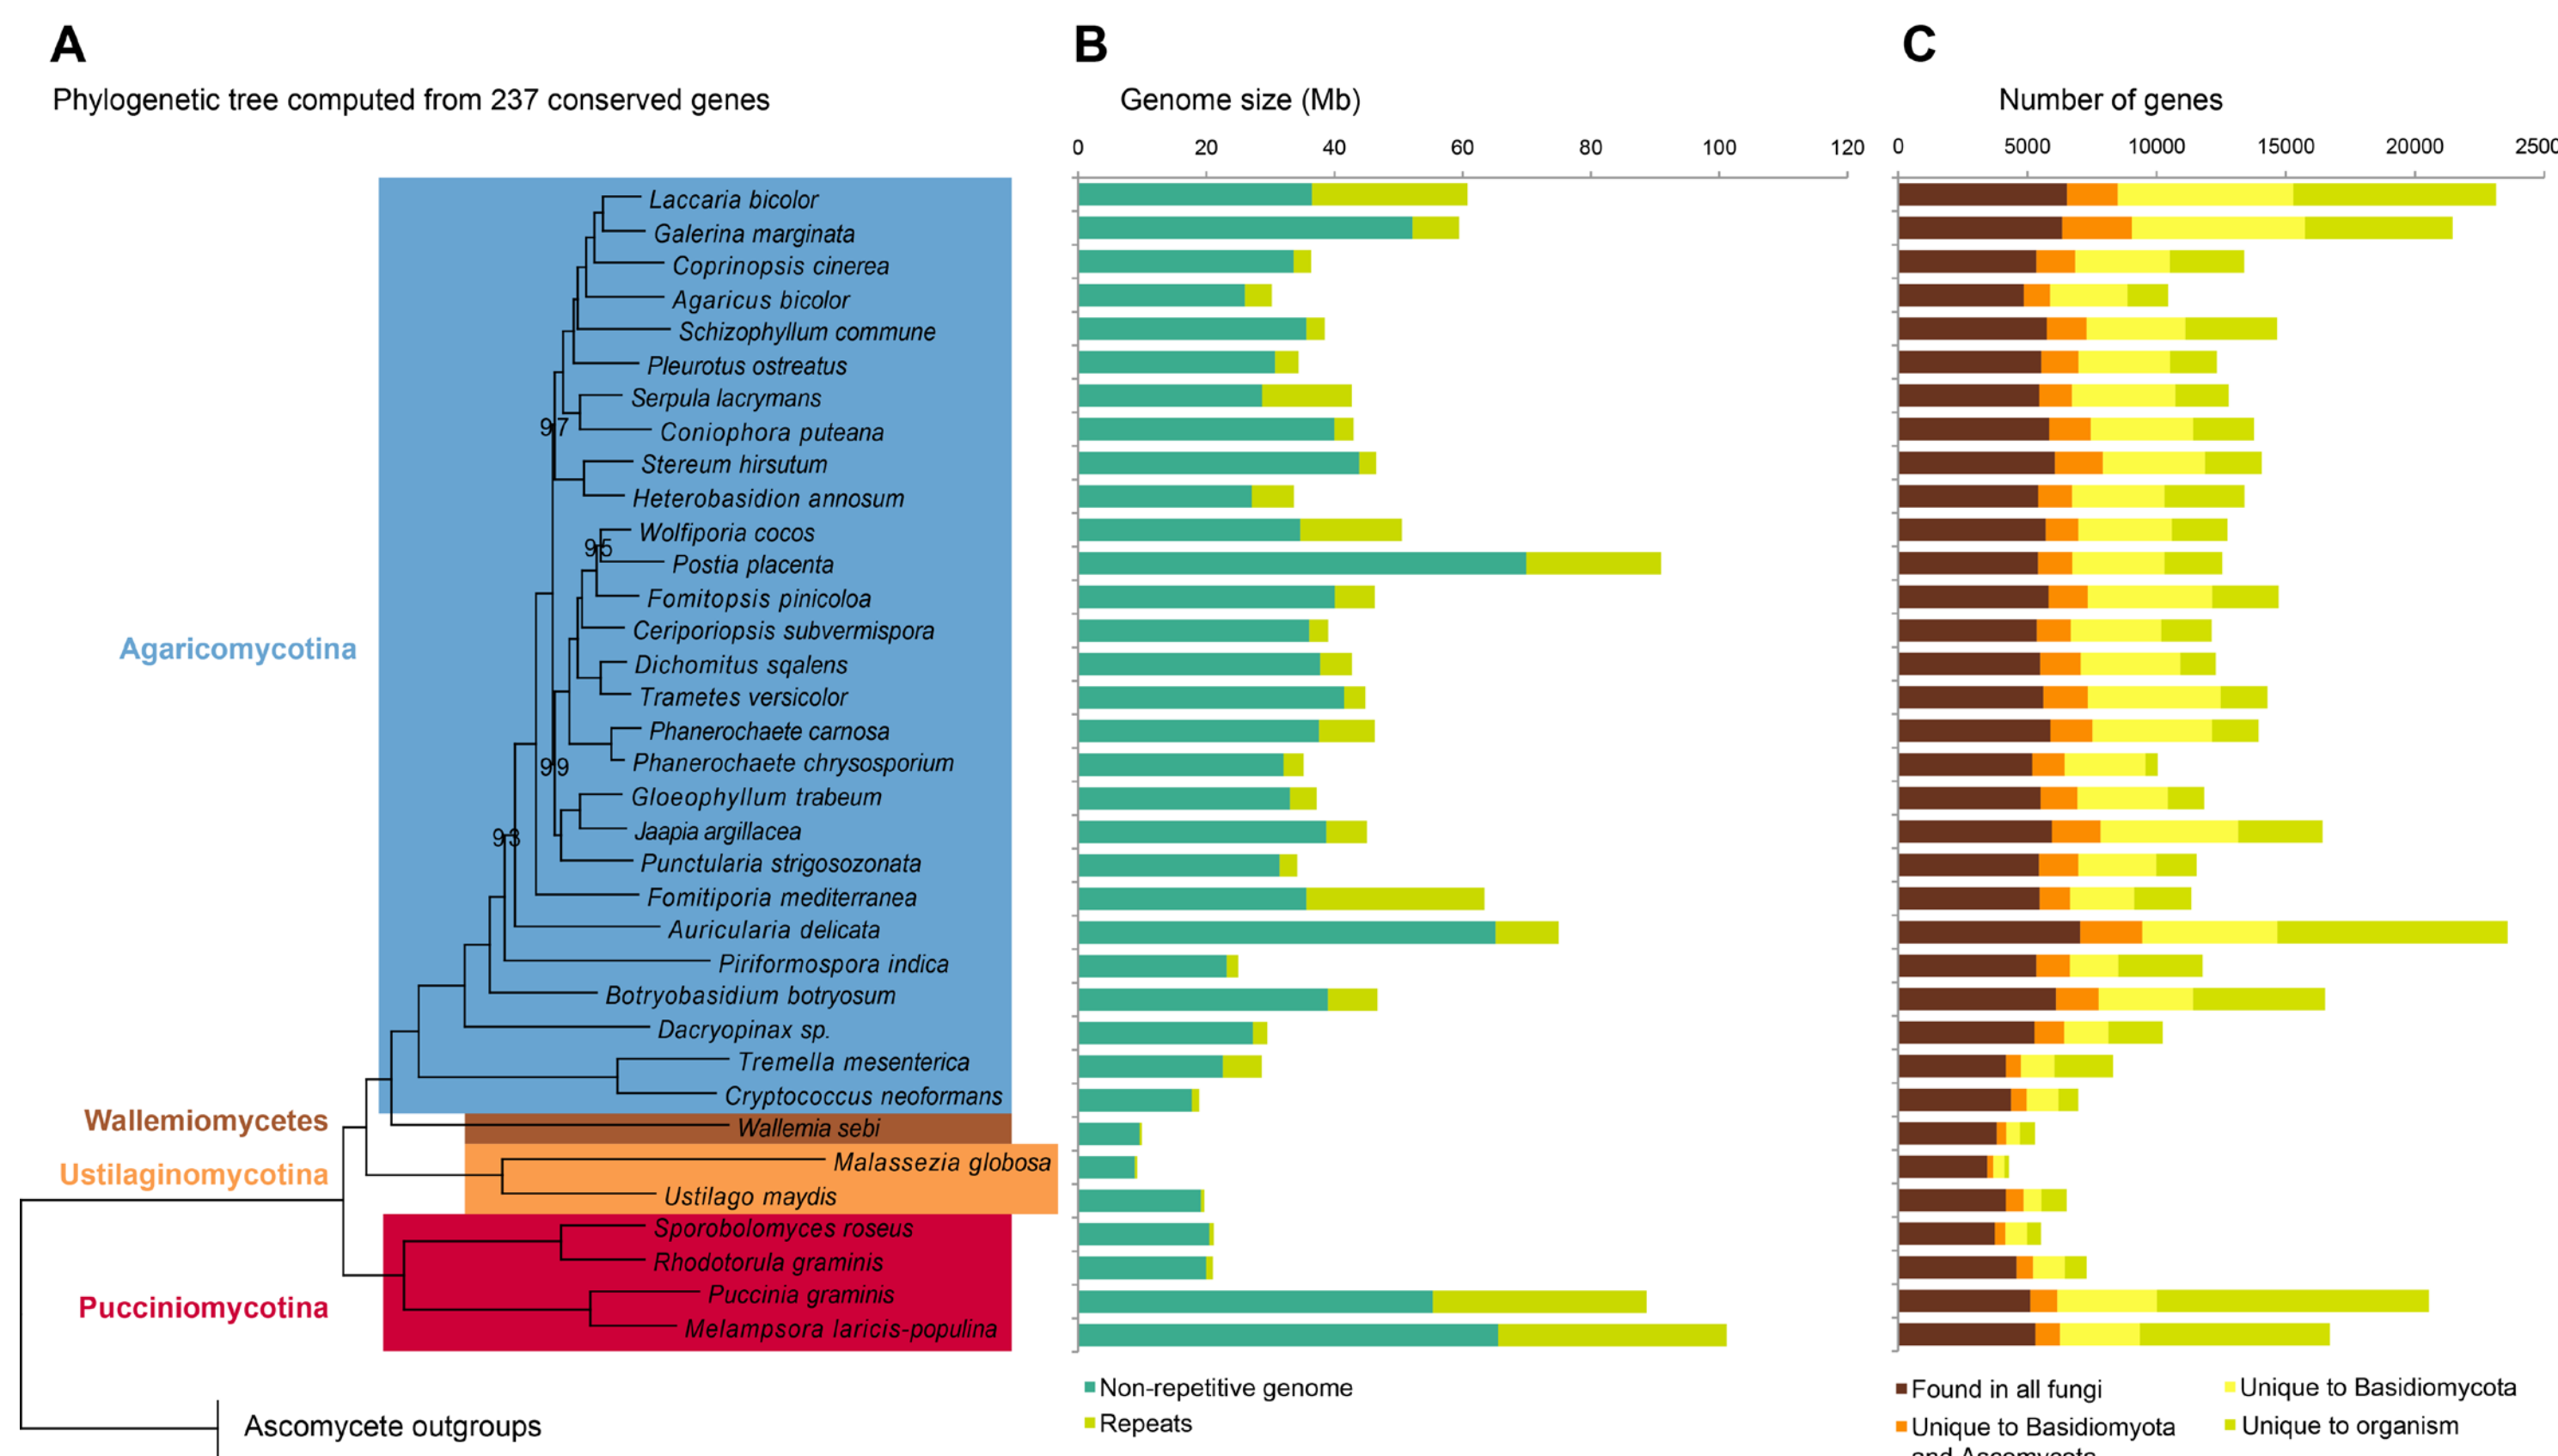 A
Phylogenetic tree computed from 237 conserved genes
Laccaria bicolor
Galerina marginata
Coprinopsis cinerea
Agaricus bicolor
Schizophyllum commune
Pleurotus ostreatus
Serpula lacrymans
97
Coniophora puteana
Stereum hirsutum
Heterobasidion annosum
Wolfiporia cocos
95
Postia placenta
Fomitopsis pinicoloa
Ceriporiopsis subvermispora
Agaricomycotina
Dichomitus sqalens
Trametes versicolor
Phanerochaete carnosa
Phanerochaete chrysosporium
99
Gloeophyllum trabeum
Jaapia argillacea
93
Punctularia strigosozonata
Fomitiporia mediterranea
Auricularia delicata
Piriformospora indica
Botryobasidium botryosum
Dacryopinax sp.
Tremella mesenterica
Cryptococcus neoformans
Wallemiomycetes
Wallemia sebi
Malassezia globosa
Ustilaginomycotina
Ustilago maydis
Sporobolomyces roseus
Rhodotorula graminis
Puccinia graminis
Pucciniomycotina
Melampsora laricis-populina
Ascomycete outgroups
B
Genome size (Mb)
0 20 40 60 80 100 120
Non-repetitive genome
Repeats
C
Number of genes
0 5000 10000 15000 20000 2500
Found in all fungi
Unique to Basidiomyota
and Ascomycota
Unique to Basidiomycota
Unique to organism